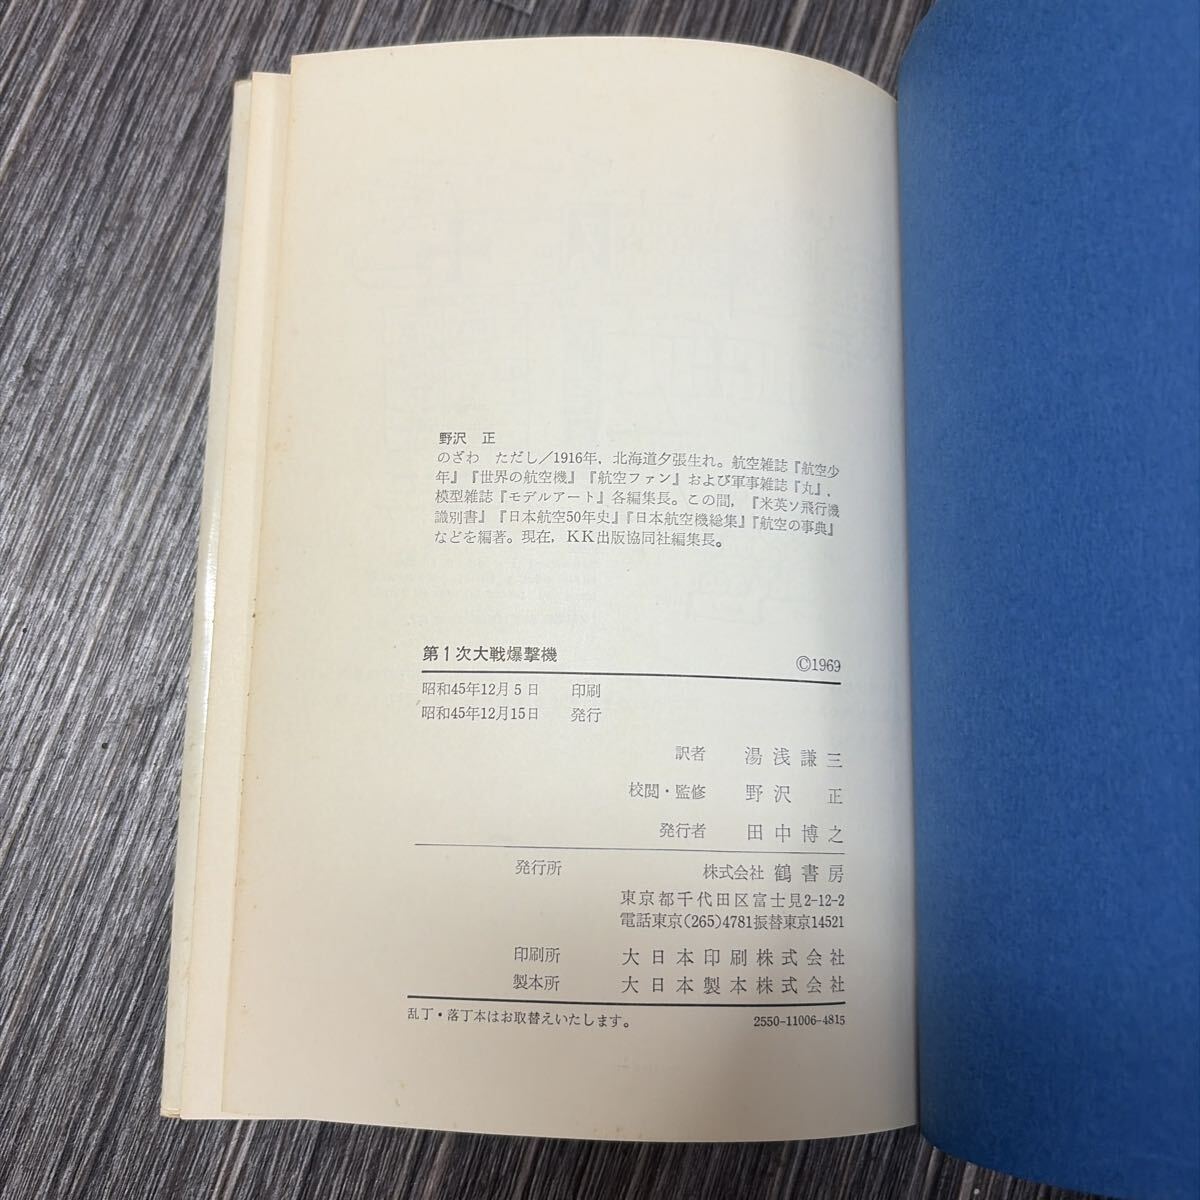 野沢 正
のざわ ただし／1916年，北海道夕張生れ。航空雑誌『航空少
年』『世界の航空機』『航空ファン』および軍事雑誌『丸』，
模型雑誌『モデルアート』各編集長。この間，『米英ソ飛行機
識別書』『日本航空50年史』『日本航空機総集』『航空の事典』
などを編著。現在，KK出版協同社編集長。
第1次大戦爆撃機 ©1969
昭和45年12月5日 印刷
昭和45年12月15日 発行
訳者 湯浅謙三
校閲・監修 野沢 正
発行者 田中博之
発行所 株式会社 鶴書房
東京都千代田区富士見2-12-2
電話東京(265)4781振替東京14521
印刷所 大日本印刷株式会社
製本所 大日本製本株式会社
乱丁・落丁本はお取替えいたします。 2550-11006-4815